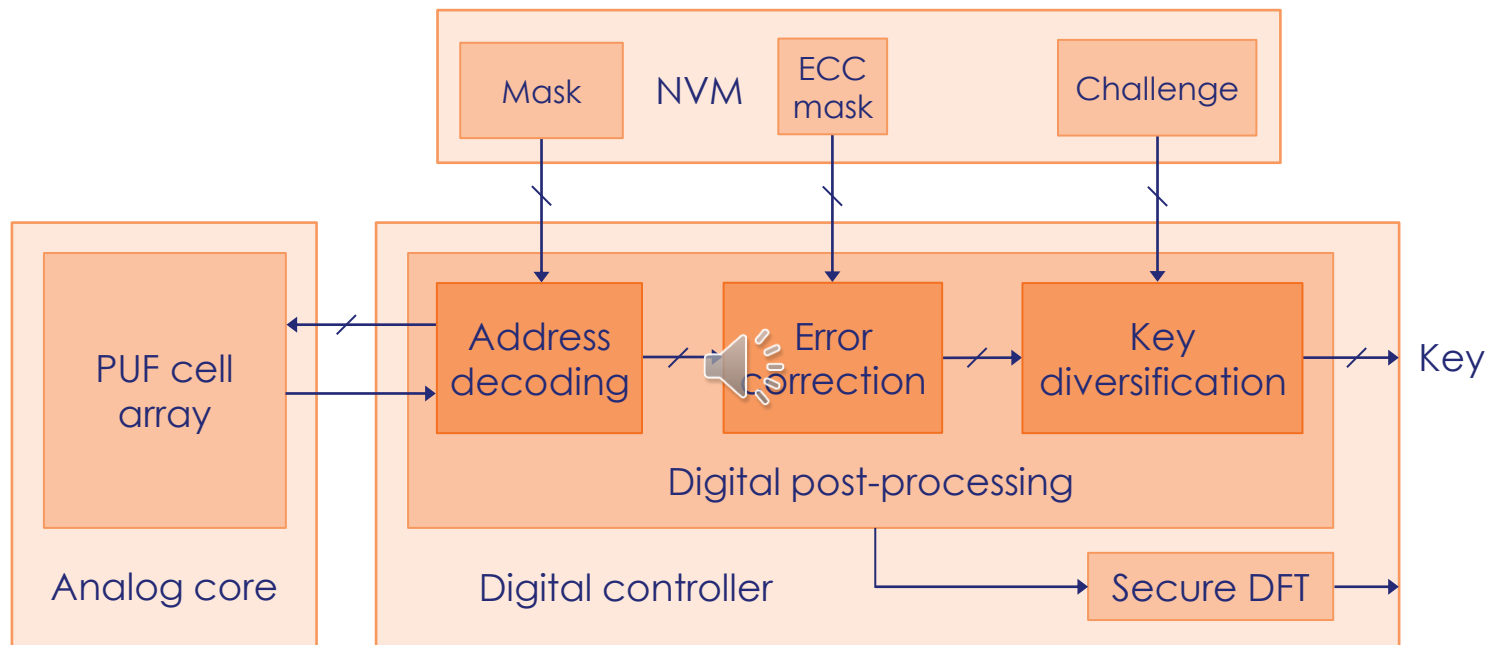 Mask
NVM
ECC
mask
Challenge
PUF cell
array
Address
decoding
Error
correction
Key
diversification
Key
Digital post-processing
Analog core
Digital controller
Secure DFT